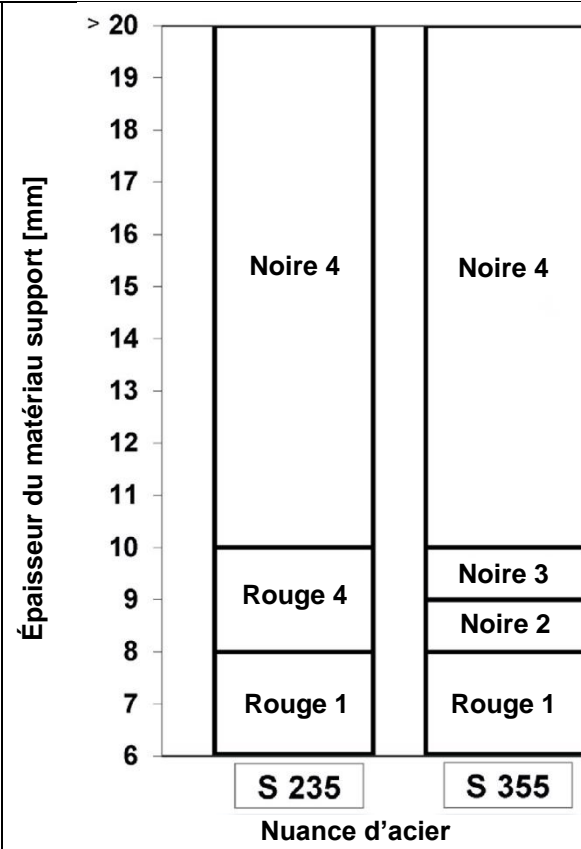 > 20
19
18
17
16
15
14
13
12
11
10
9
8
7
6
Épaisseur du matériau support [mm]
Noire 4
Noire 4
Noire 3
Rouge 4
Noire 2
Rouge 1
Rouge 1
S 235
S 355
Nuance d’acier